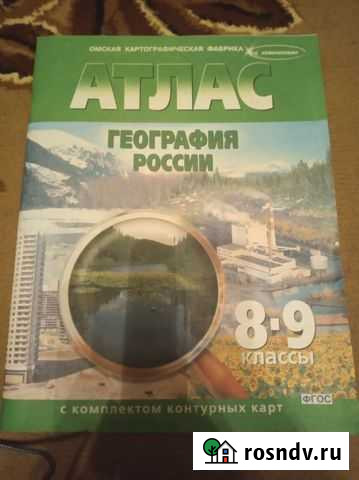 ОМСКАЯ КАРТОГРАФИЧЕСКАЯ ФАБРИКА
АТЛАС
ГЕОГРАФИЯ
РОССИИ
8-9
КЛАССЫ
ФГОС
с комплектом контурных карт
rosndv.ru